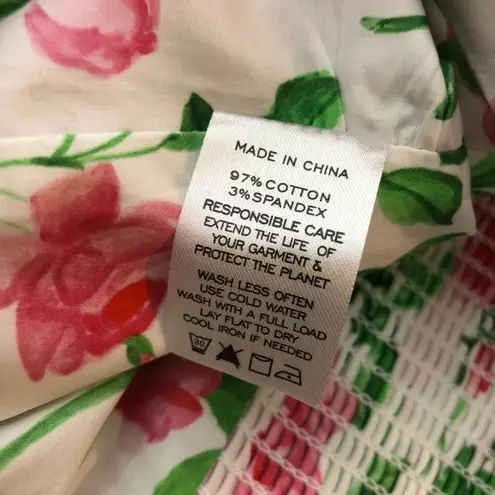 MADE IN CHINA
97% COTTON
3% SPANDEX
RESPONSIBLE CARE
EXTEND THE LIFE OF
YOUR GARMENT &
PROTECT THE PLANET
WASH LESS OFTEN
USE COLD WATER
WASH WITH A FULL LOAD
LAY FLAT TO DRY
COOL IRON IF NEEDED
30